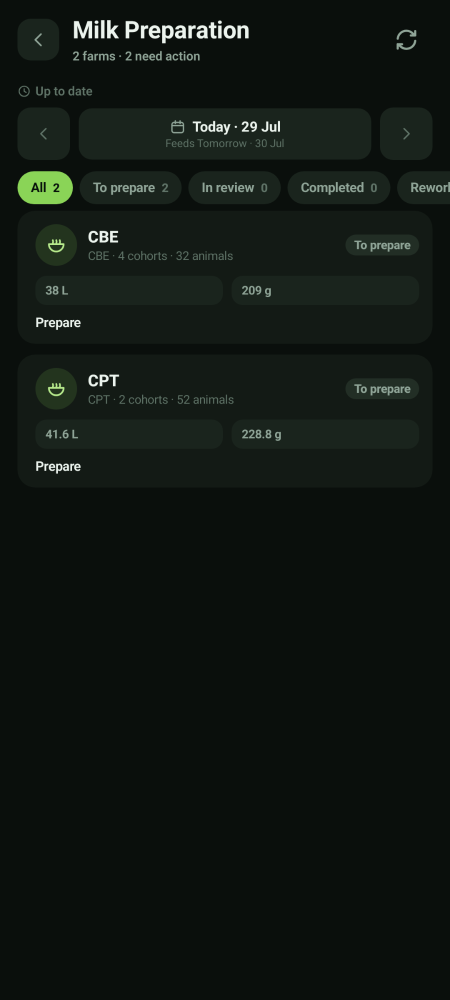 Milk Preparation
2 farms · 2 need action
Up to date
Today · 29 Jul
Feeds Tomorrow · 30 Jul
All 2 To prepare 2 In review 0 Completed 0 Rework
CBE
CBE · 4 cohorts · 32 animals
To prepare
38 L 209 g
Prepare
CPT
CPT · 2 cohorts · 52 animals
To prepare
41.6 L 228.8 g
Prepare